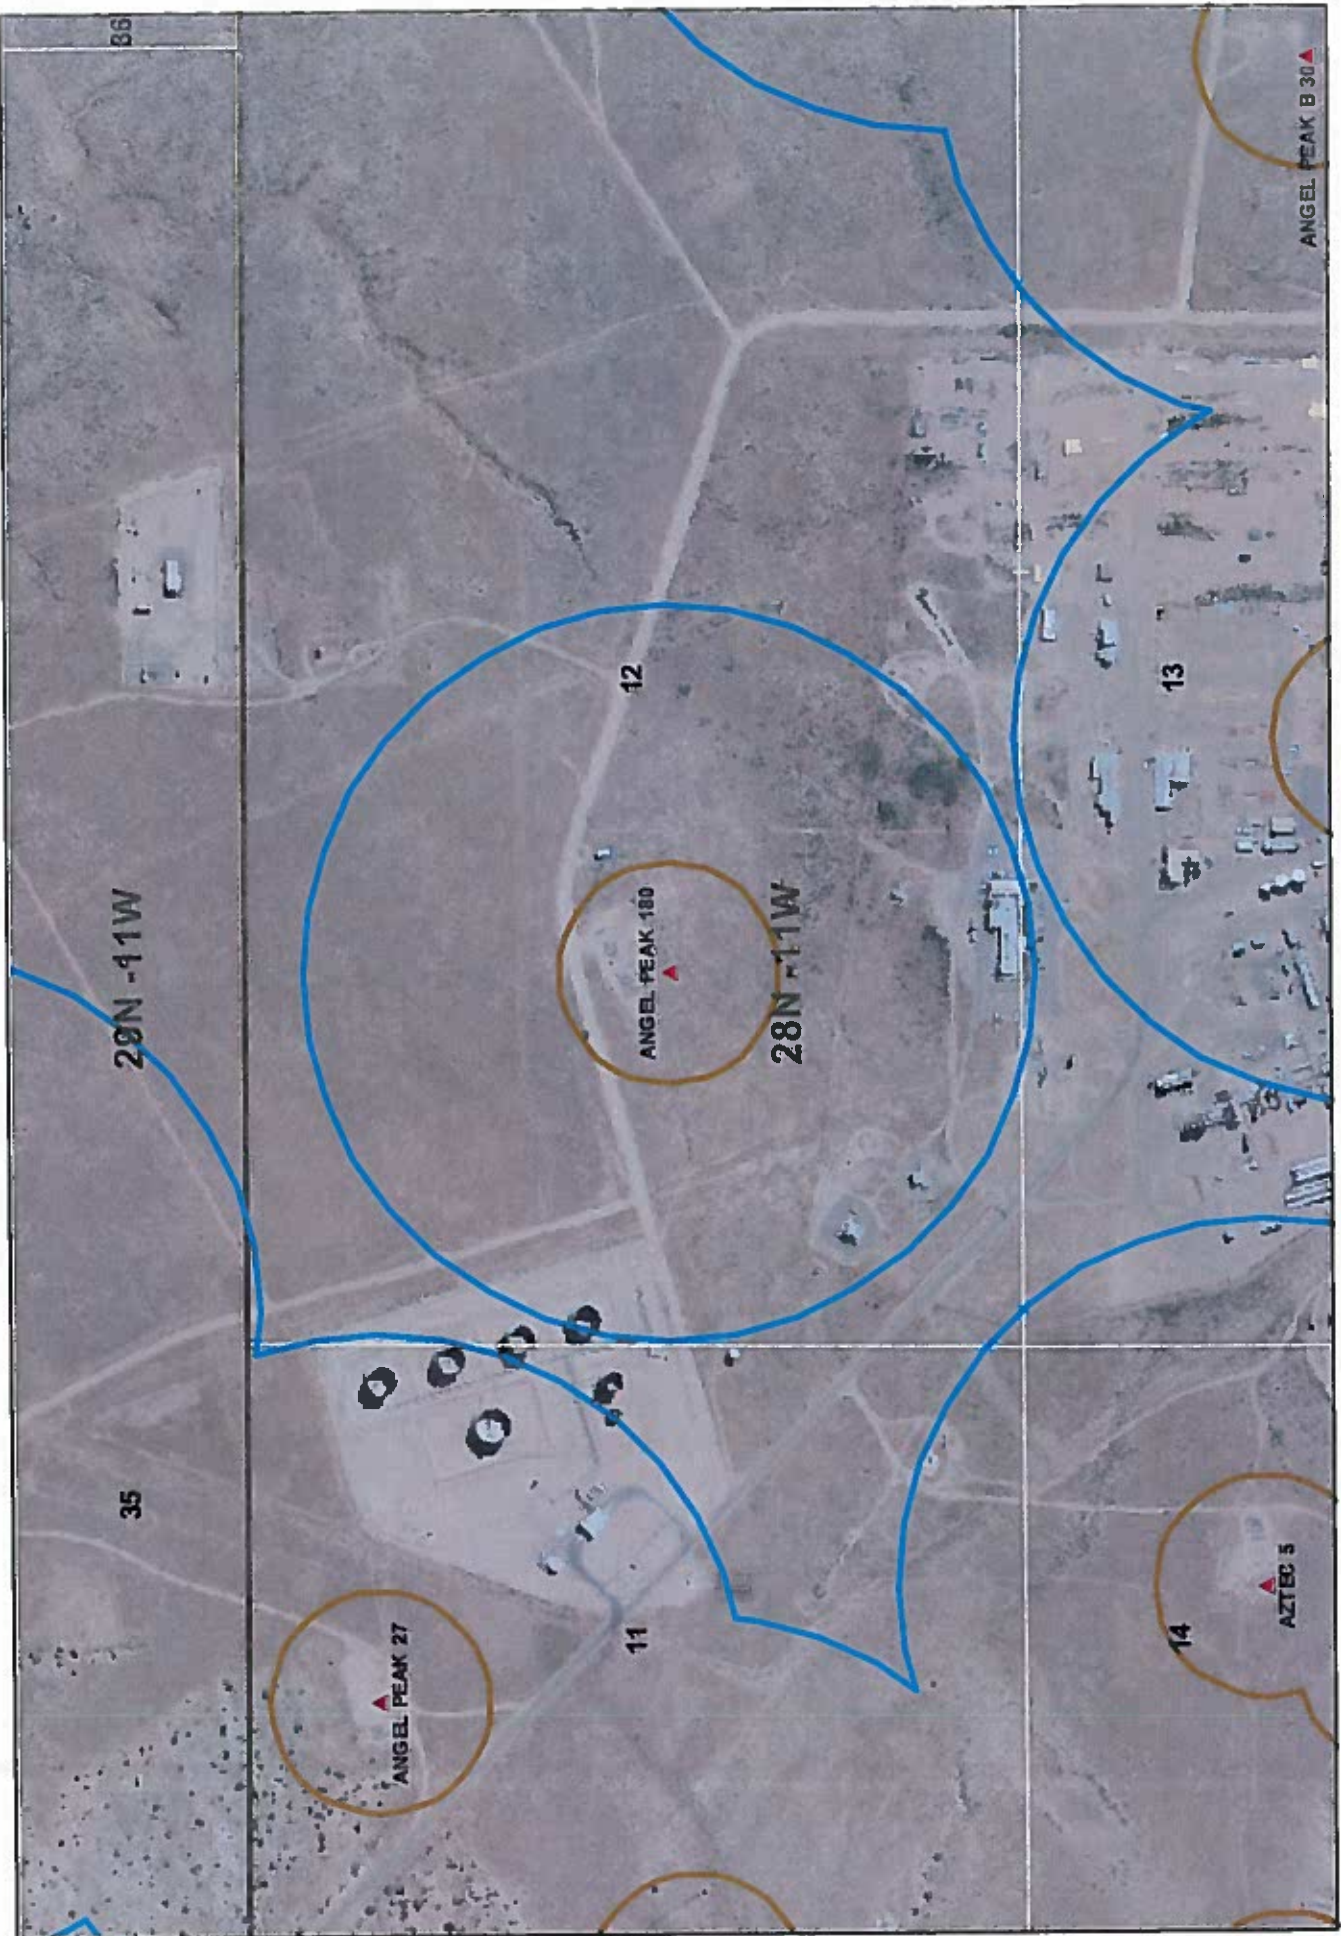 36
29N -11W
35
12
ANGEL PEAK 180
28N -11W
11
ANGEL PEAK 27
13
14
AZTEC 5
ANGEL PEAK B 30